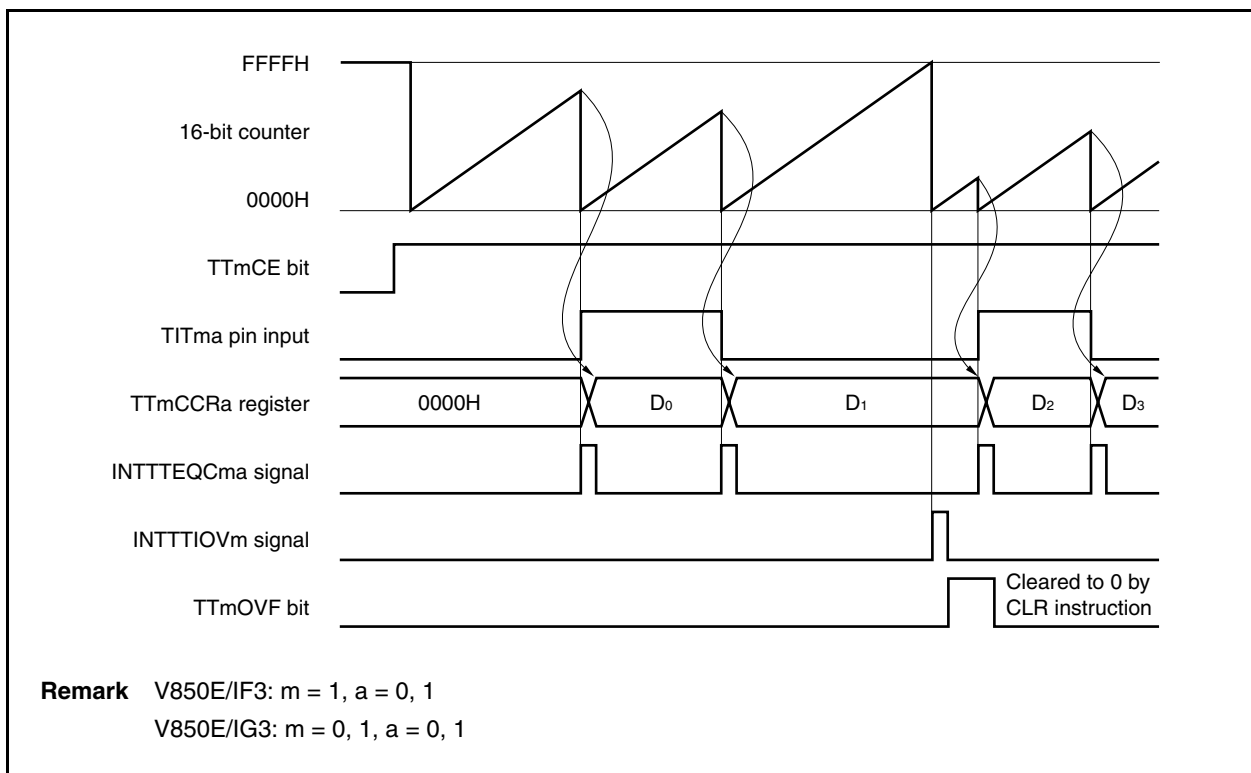 FFFFH
16-bit counter
0000H
TTmCE bit
TITma pin input
TTmCCRa register
0000H
D0
D1
D2
D3
INTTTEQCma signal
INTTTIOVm signal
TTmOVF bit
Cleared to 0 by
CLR instruction
Remark V850E/IF3: m = 1, a = 0, 1
V850E/IG3: m = 0, 1, a = 0, 1